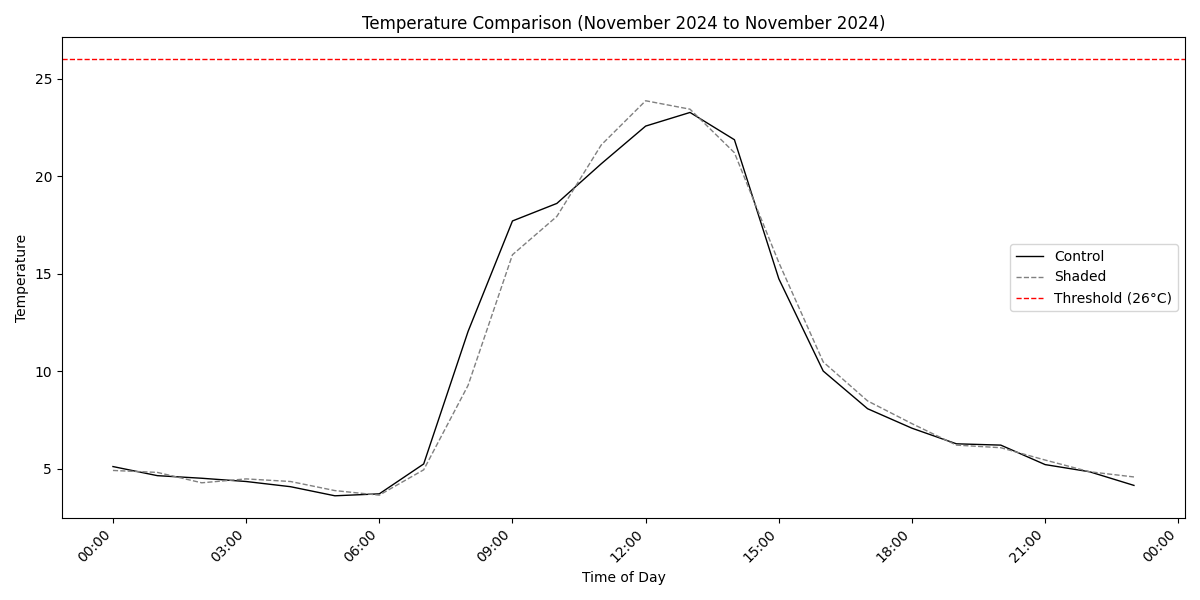 Temperature Comparison (November 2024 to November 2024)
Temperature
25
20
15
10
5
Control
Shaded
Threshold (26°C)
00:00
03:00
06:00
09:00
12:00
15:00
18:00
21:00
00:00
Time of Day